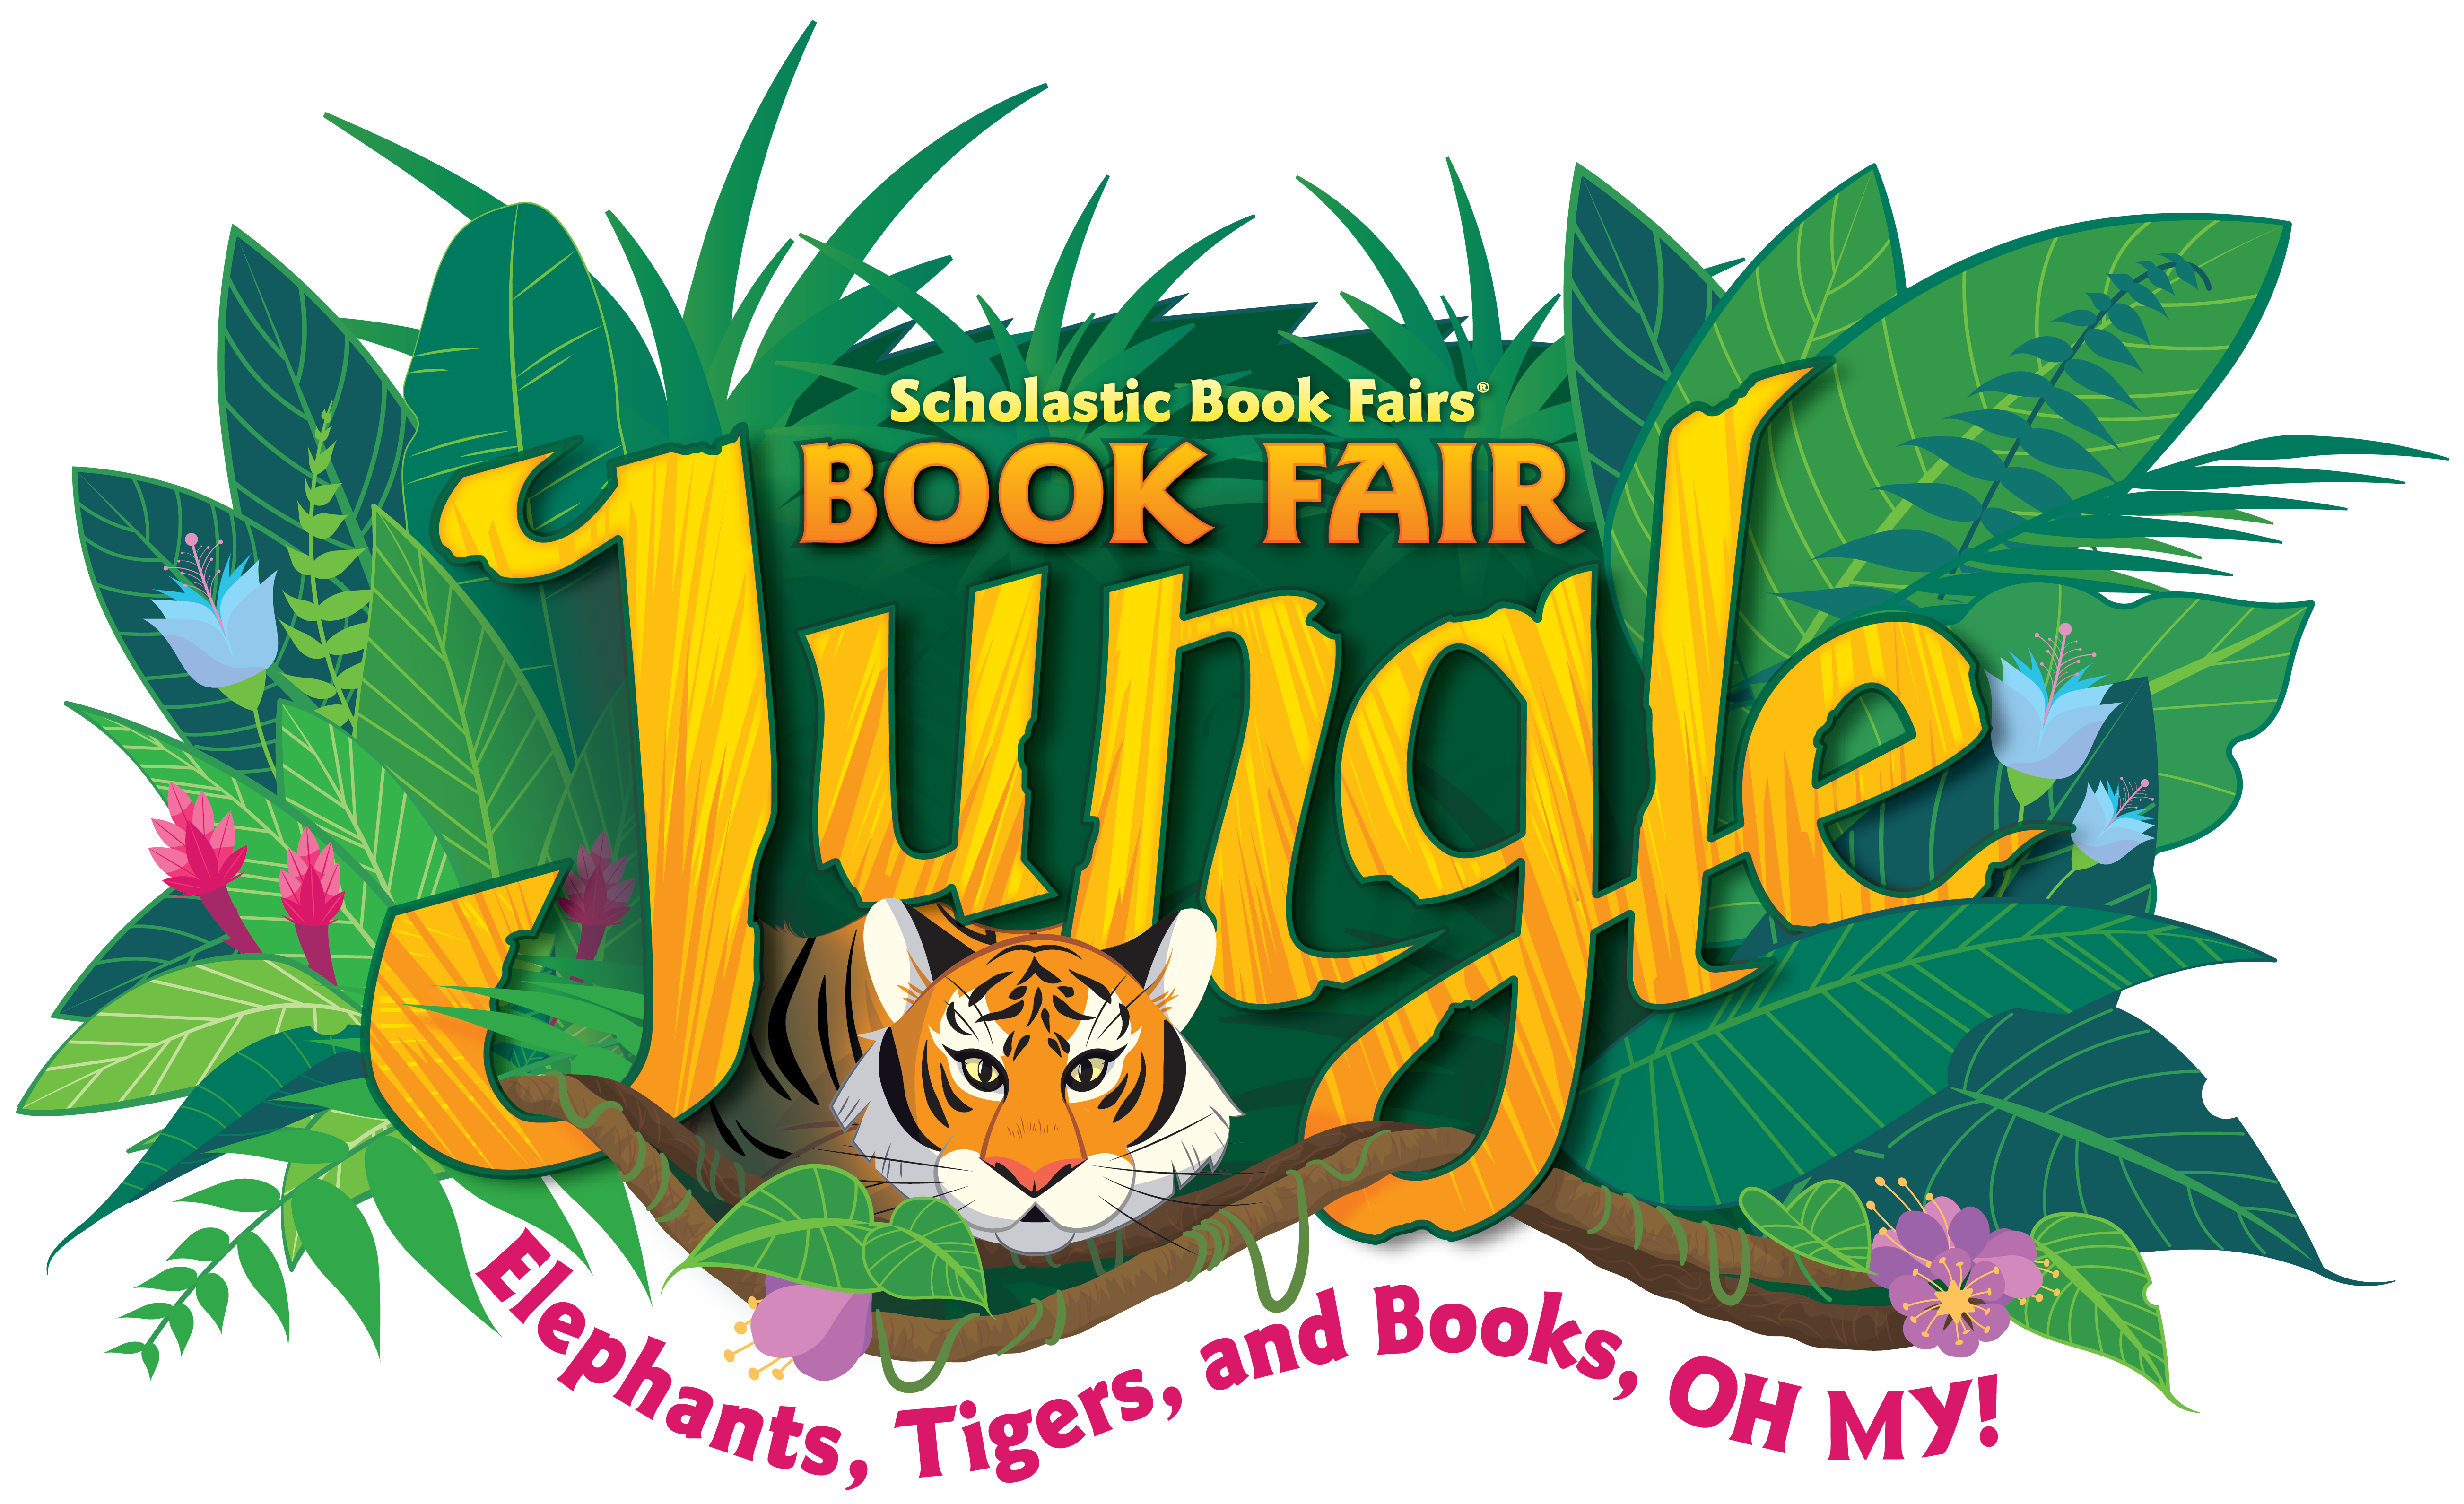 Scholastic Book Fairs®
BOOK FAIR
Jungle
Elephants, Tigers, and Books, OH MY!